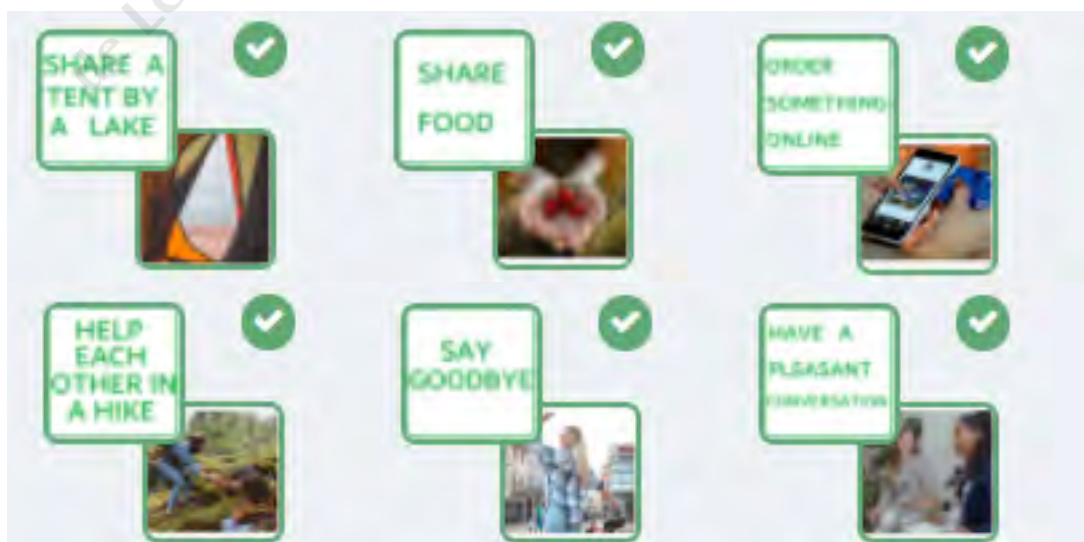 SHARE A
TENT BY
A LAKE
SHARE
FOOD
ORDER
SOMETHING
ONLINE
HELP
EACH
OTHER IN
A HIKE
SAY
GOODBYE
HAVE A
PLEASANT
CONVERSATION